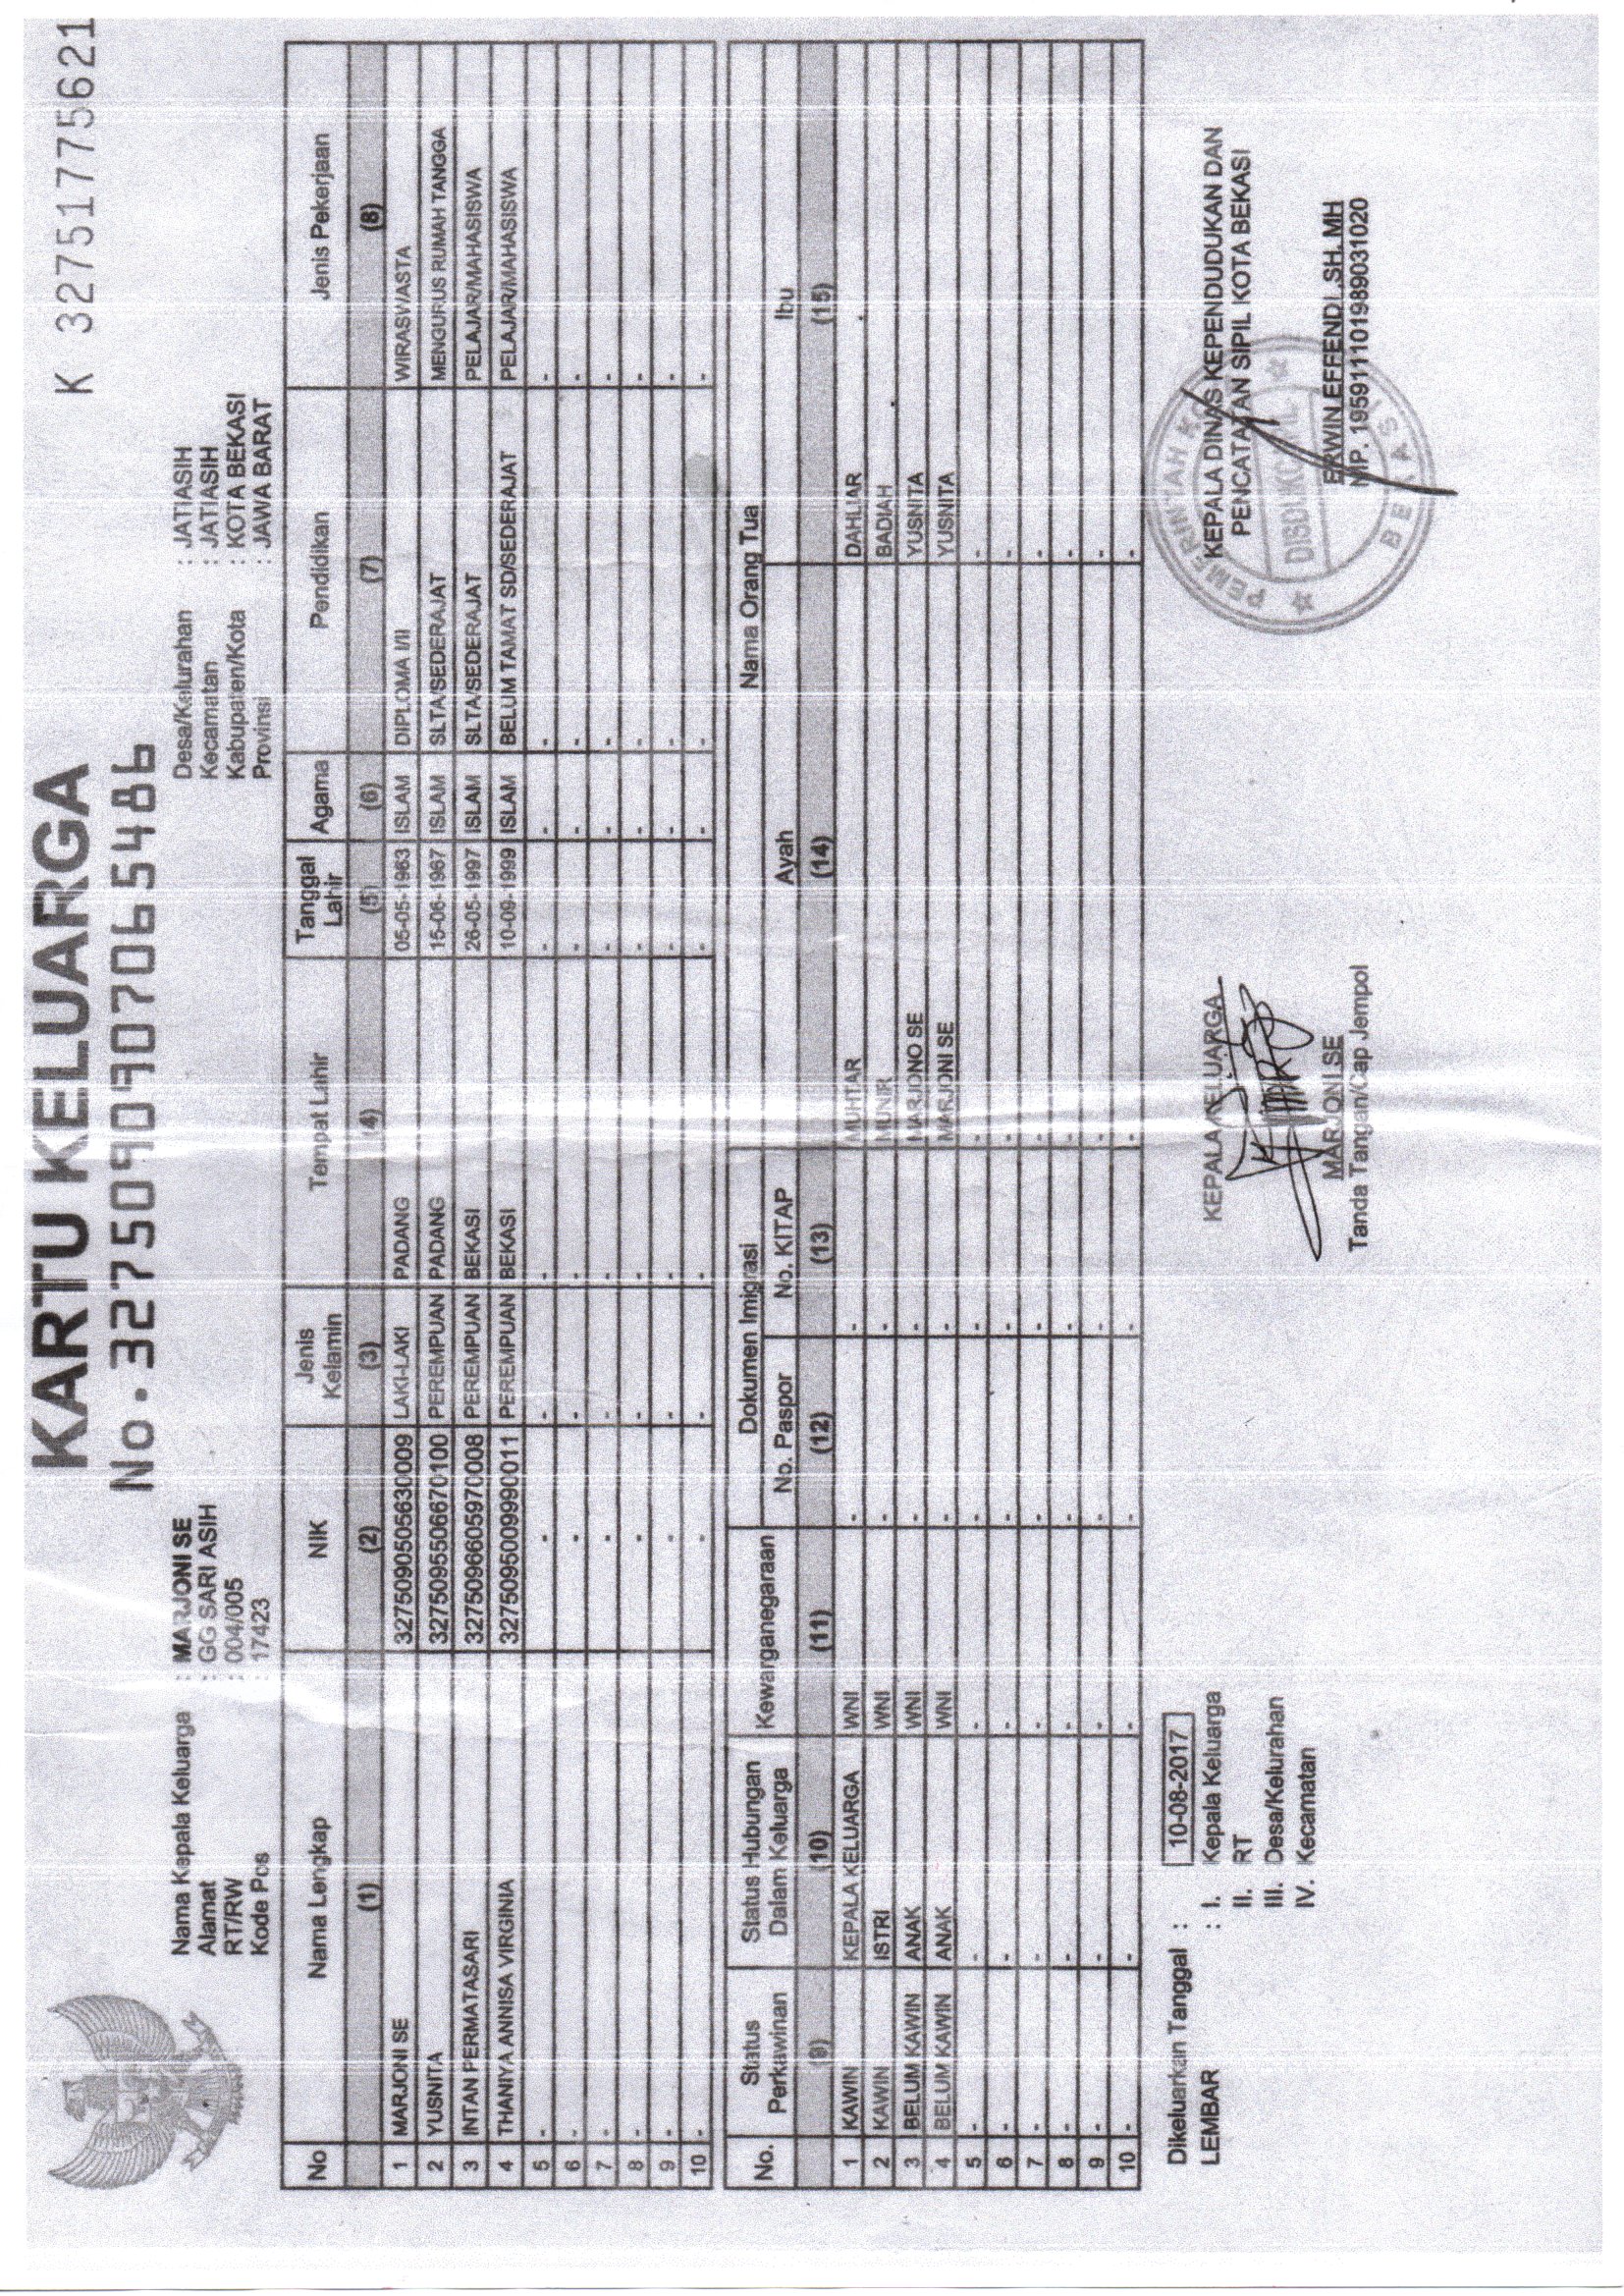 K 3275177562​1
KARTU KELUARGA
No. 3275090907065486
Nama Kepala Keluarga : MARJONI SE
Alamat : GG SARI ASIH
RT/RW : 004/005
Kode Pos : 17423
Desa/Kelurahan : JATIASIH
Kecamatan : JATIASIH
Kabupaten/Kota : KOTA BEKASI
Provinsi : JAWA BARAT
No Nama Lengkap NIK Jenis Kelamin Tempat Lahir Tanggal Lahir Agama Pendidikan Jenis Pekerjaan
(1) (2) (3) (4) (5) (6) (7) (8)
1 MARJONI SE 3275090505630009 LAKI-LAKI PADANG 05-05-1963 ISLAM DIPLOMA I/II WIRASWASTA
2 YUSNITA 3275095506670100 PEREMPUAN PADANG 15-06-1967 ISLAM SLTA/SEDERAJAT MENGURUS RUMAH TANGGA
3 INTAN PERMATASARI 3275096605970008 PEREMPUAN BEKASI 26-05-1997 ISLAM SLTA/SEDERAJAT PELAJAR/MAHASISWA
4 THANIYA ANNISA VIRGINIA 3275095009990011 PEREMPUAN BEKASI 10-09-1999 ISLAM BELUM TAMAT SD/SEDERAJAT PELAJAR/MAHASISWA
5 - - - - - - - -
6 - - - - - - - -
7 - - - - - - - -
8 - - - - - - - -
9 - - - - - - - -
10 - - - - - - - -
No. Status Perkawinan Status Hubungan Dalam Keluarga Kewarganegaraan Dokumen Imigrasi Nama Orang Tua
No. Paspor No. KITAP Ayah Ibu
(9) (10) (11) (12) (13) (14) (15)
1 KAWIN KEPALA KELUARGA WNI - - MUHTAR DAHLIAR
2 KAWIN ISTRI WNI - - MUNIR BADIAH
3 BELUM KAWIN ANAK WNI - - MARJONO SE YUSNITA
4 BELUM KAWIN ANAK WNI - - MARJONI SE YUSNITA
5 - - - - - - -
6 - - - - - - -
7 - - - - - - -
8 - - - - - - -
9 - - - - - - -
10 - - - - - - -
Dikeluarkan Tanggal : 10-08-2017
LEMBAR : I. Kepala Keluarga
II. RT
III. Desa/Kelurahan
IV. Kecamatan
KEPALA KELUARGA
MARJONI SE
Tanda Tangan/Cap Jempol
KEPALA DINAS KEPENDUDUKAN DAN
PENCATATAN SIPIL KOTA BEKASI
ERWIN EFFENDI ,SH. MH
NIP. 195911101989031020
PEMERINTAH KO
DISDUKCAPIL
BEKASI